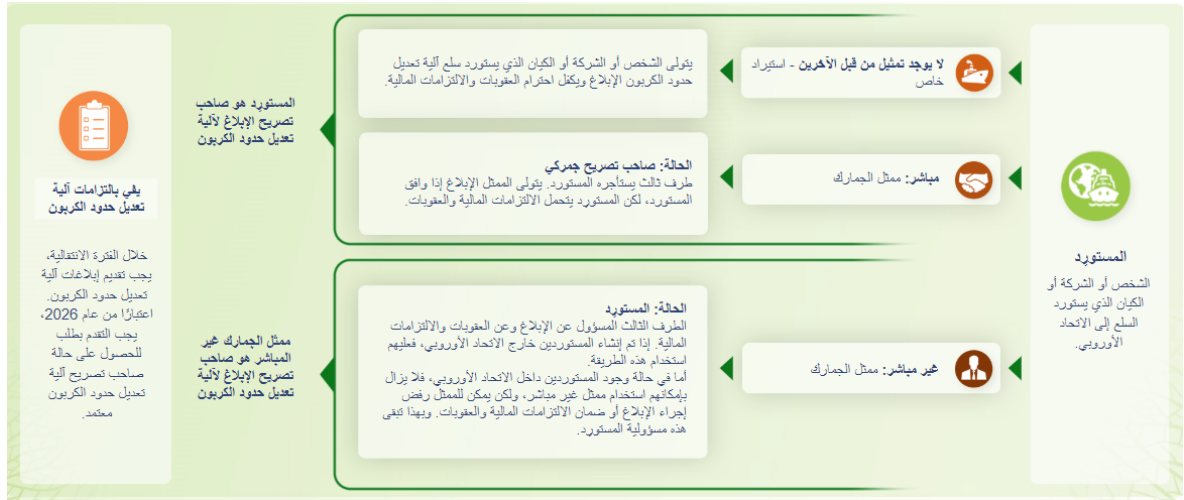 المستورد
الشخص أو الشركة أو
الكيان الذي يستورد
السلع إلى الاتحاد
الأوروبي.
لا يوجد تمثيل من قبل الآخرين - استيراد
خاص
يتولى الشخص أو الشركة أو الكيان الذي يستورد سلع آلية تعديل
حدود الكربون الإبلاغ ويكفل احترام العقوبات والالتزامات المالية.
مباشر: ممثل الجمارك
الحالة: صاحب تصريح جمركي
طرف ثالث يستأجره المستورد. يتولى الممثل الإبلاغ إذا وافق
المستورد، لكن المستورد يتحمل الالتزامات المالية والعقوبات.
المستورد هو صاحب
تصريح الإبلاغ لآلية
تعديل حدود الكربون
غير مباشر: ممثل الجمارك
الحالة: المستورد
الطرف الثالث المسؤول عن الإبلاغ وعن العقوبات والالتزامات
المالية. إذا تم إنشاء المستوردين خارج الاتحاد الأوروبي، فعليهم
استخدام هذه الطريقة.
أما في حالة وجود المستوردين داخل الاتحاد الأوروبي، فلا يزال
بإمكانهم استخدام ممثل غير مباشر، ولكن يمكن للممثل رفض
إجراء الإبلاغ أو ضمان الالتزامات المالية والعقوبات. وبهذا تبقى
هذه مسؤولية المستورد.
ممثل الجمارك غير
المباشر هو صاحب
تصريح الإبلاغ لآلية
تعديل حدود الكربون
يفي بالتزامات آلية
تعديل حدود الكربون
خلال الفترة الانتقالية،
يجب تقديم إبلاغات آلية
تعديل حدود الكربون.
اعتبارًا من عام 2026،
يجب التقدم بطلب
للحصول على حالة
صاحب تصريح آلية
تعديل حدود الكربون
معتمد.